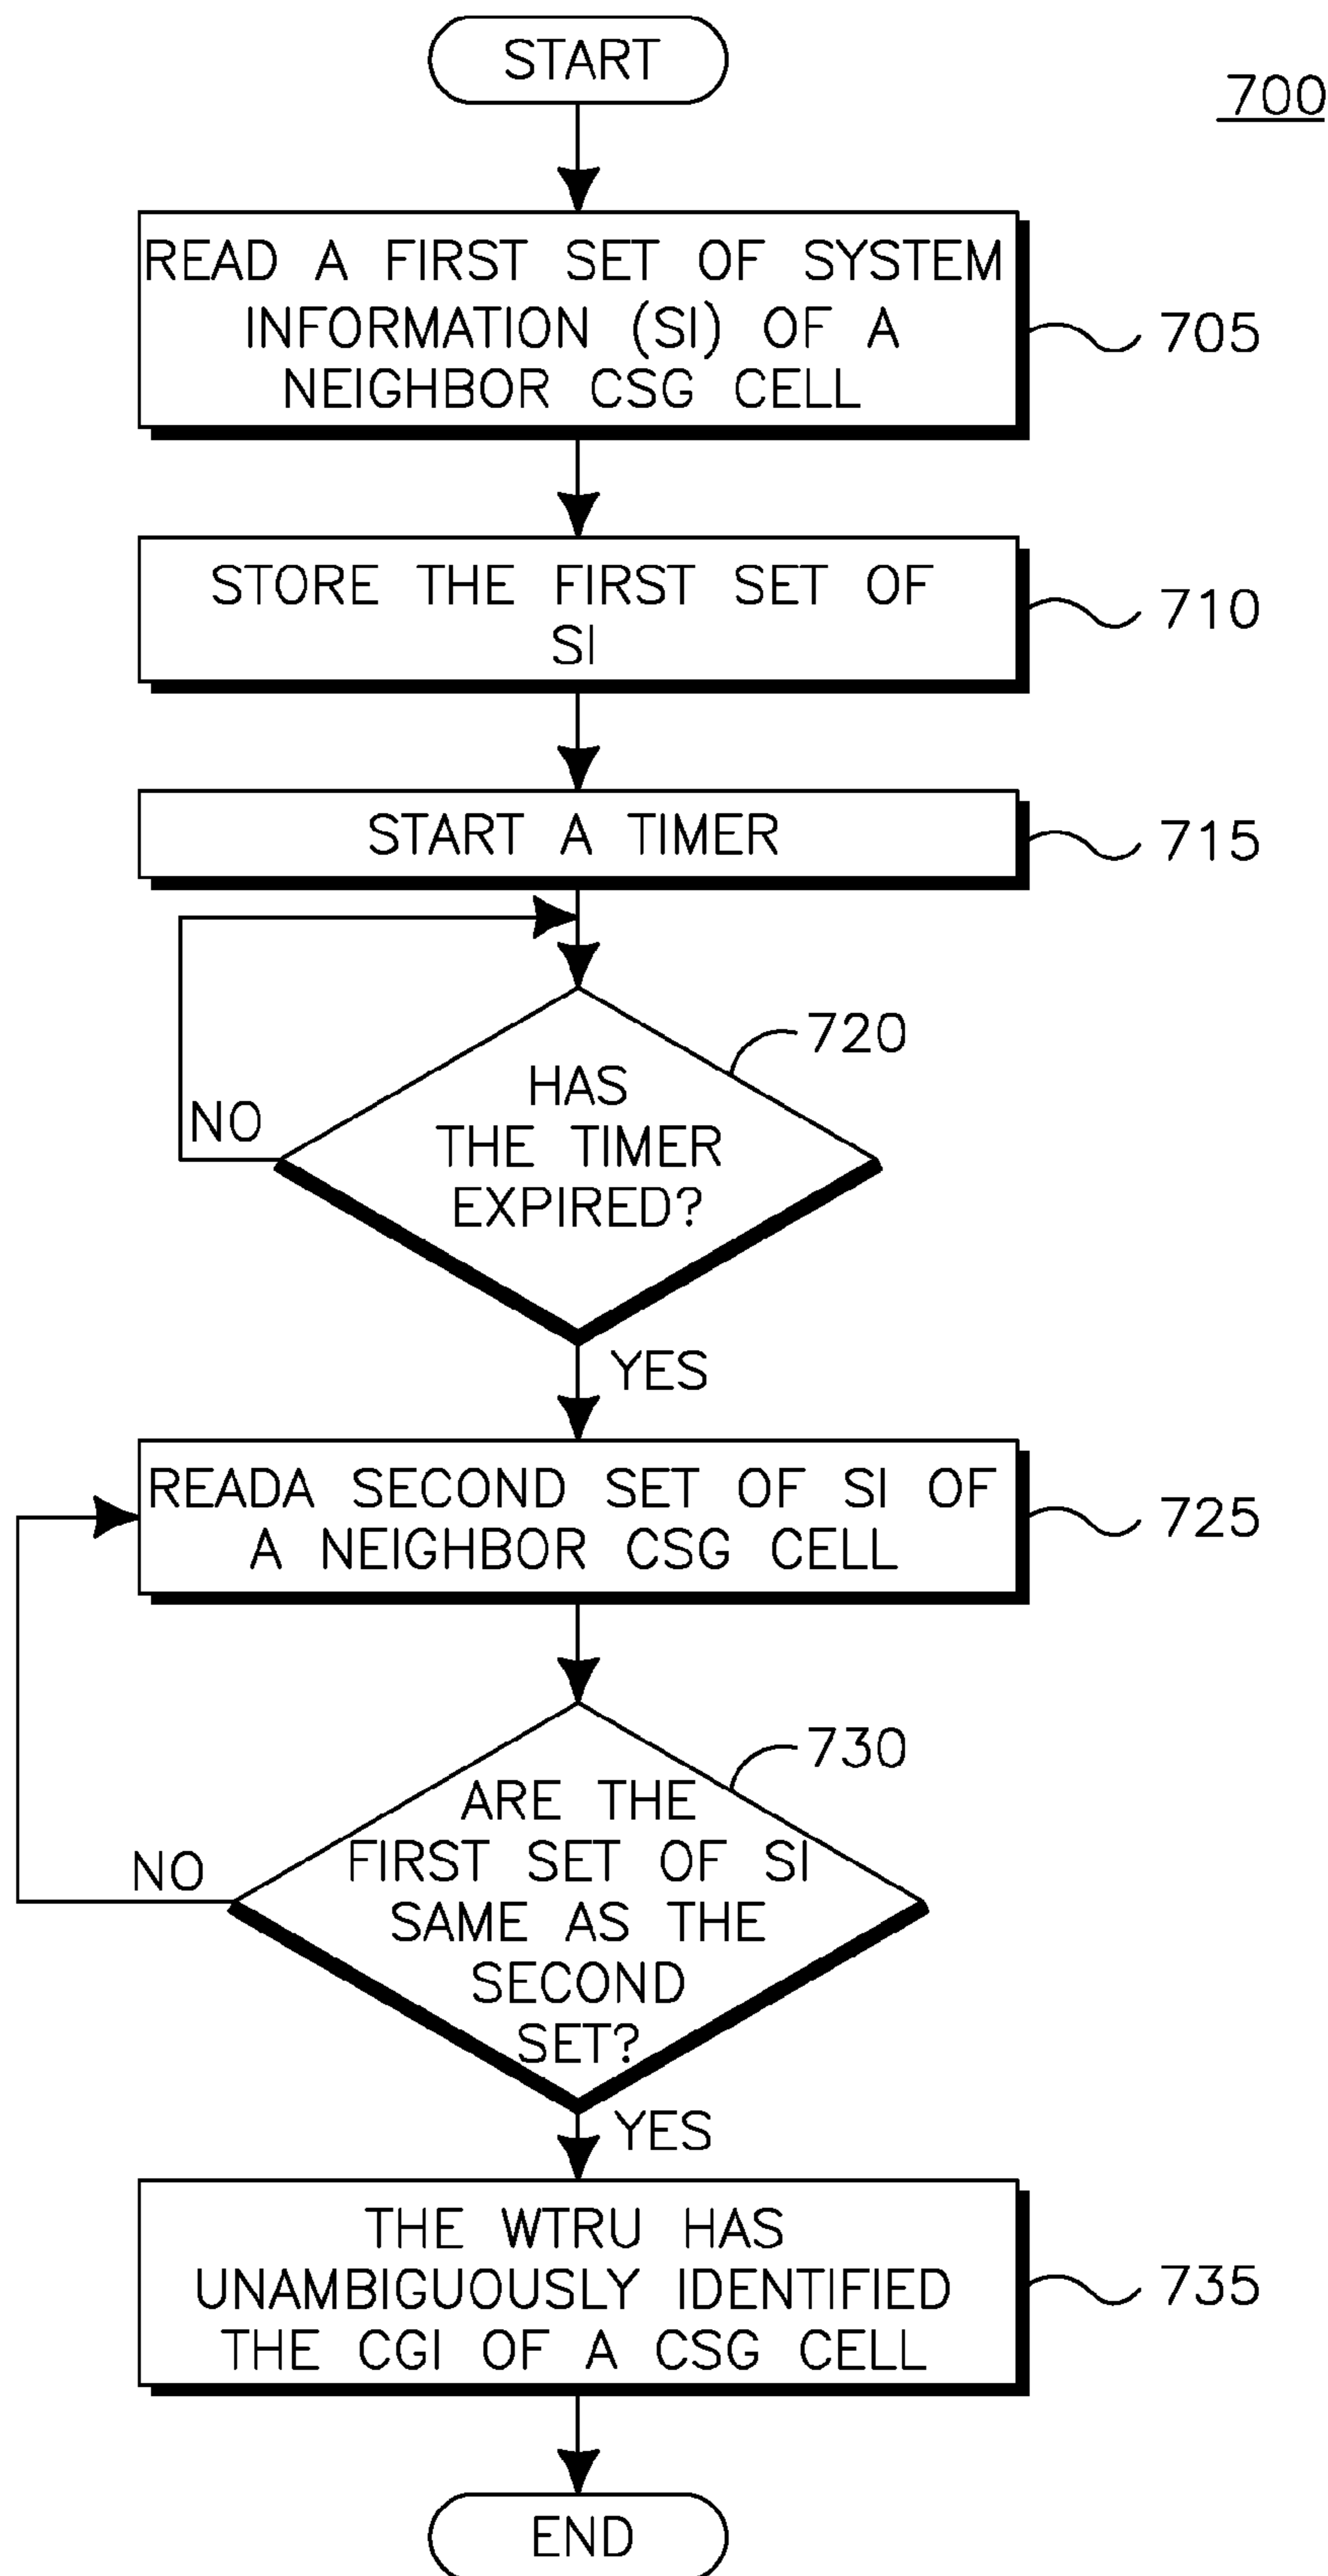 START
700
READ A FIRST SET OF SYSTEM
INFORMATION (SI) OF A
NEIGHBOR CSG CELL
705
STORE THE FIRST SET OF
SI
710
START A TIMER
715
720
HAS
THE TIMER
EXPIRED?
NO
YES
READA SECOND SET OF SI OF
A NEIGHBOR CSG CELL
725
730
ARE THE
FIRST SET OF SI
SAME AS THE
SECOND
SET?
NO
YES
THE WTRU HAS
UNAMBIGUOUSLY IDENTIFIED
THE CGI OF A CSG CELL
735
END